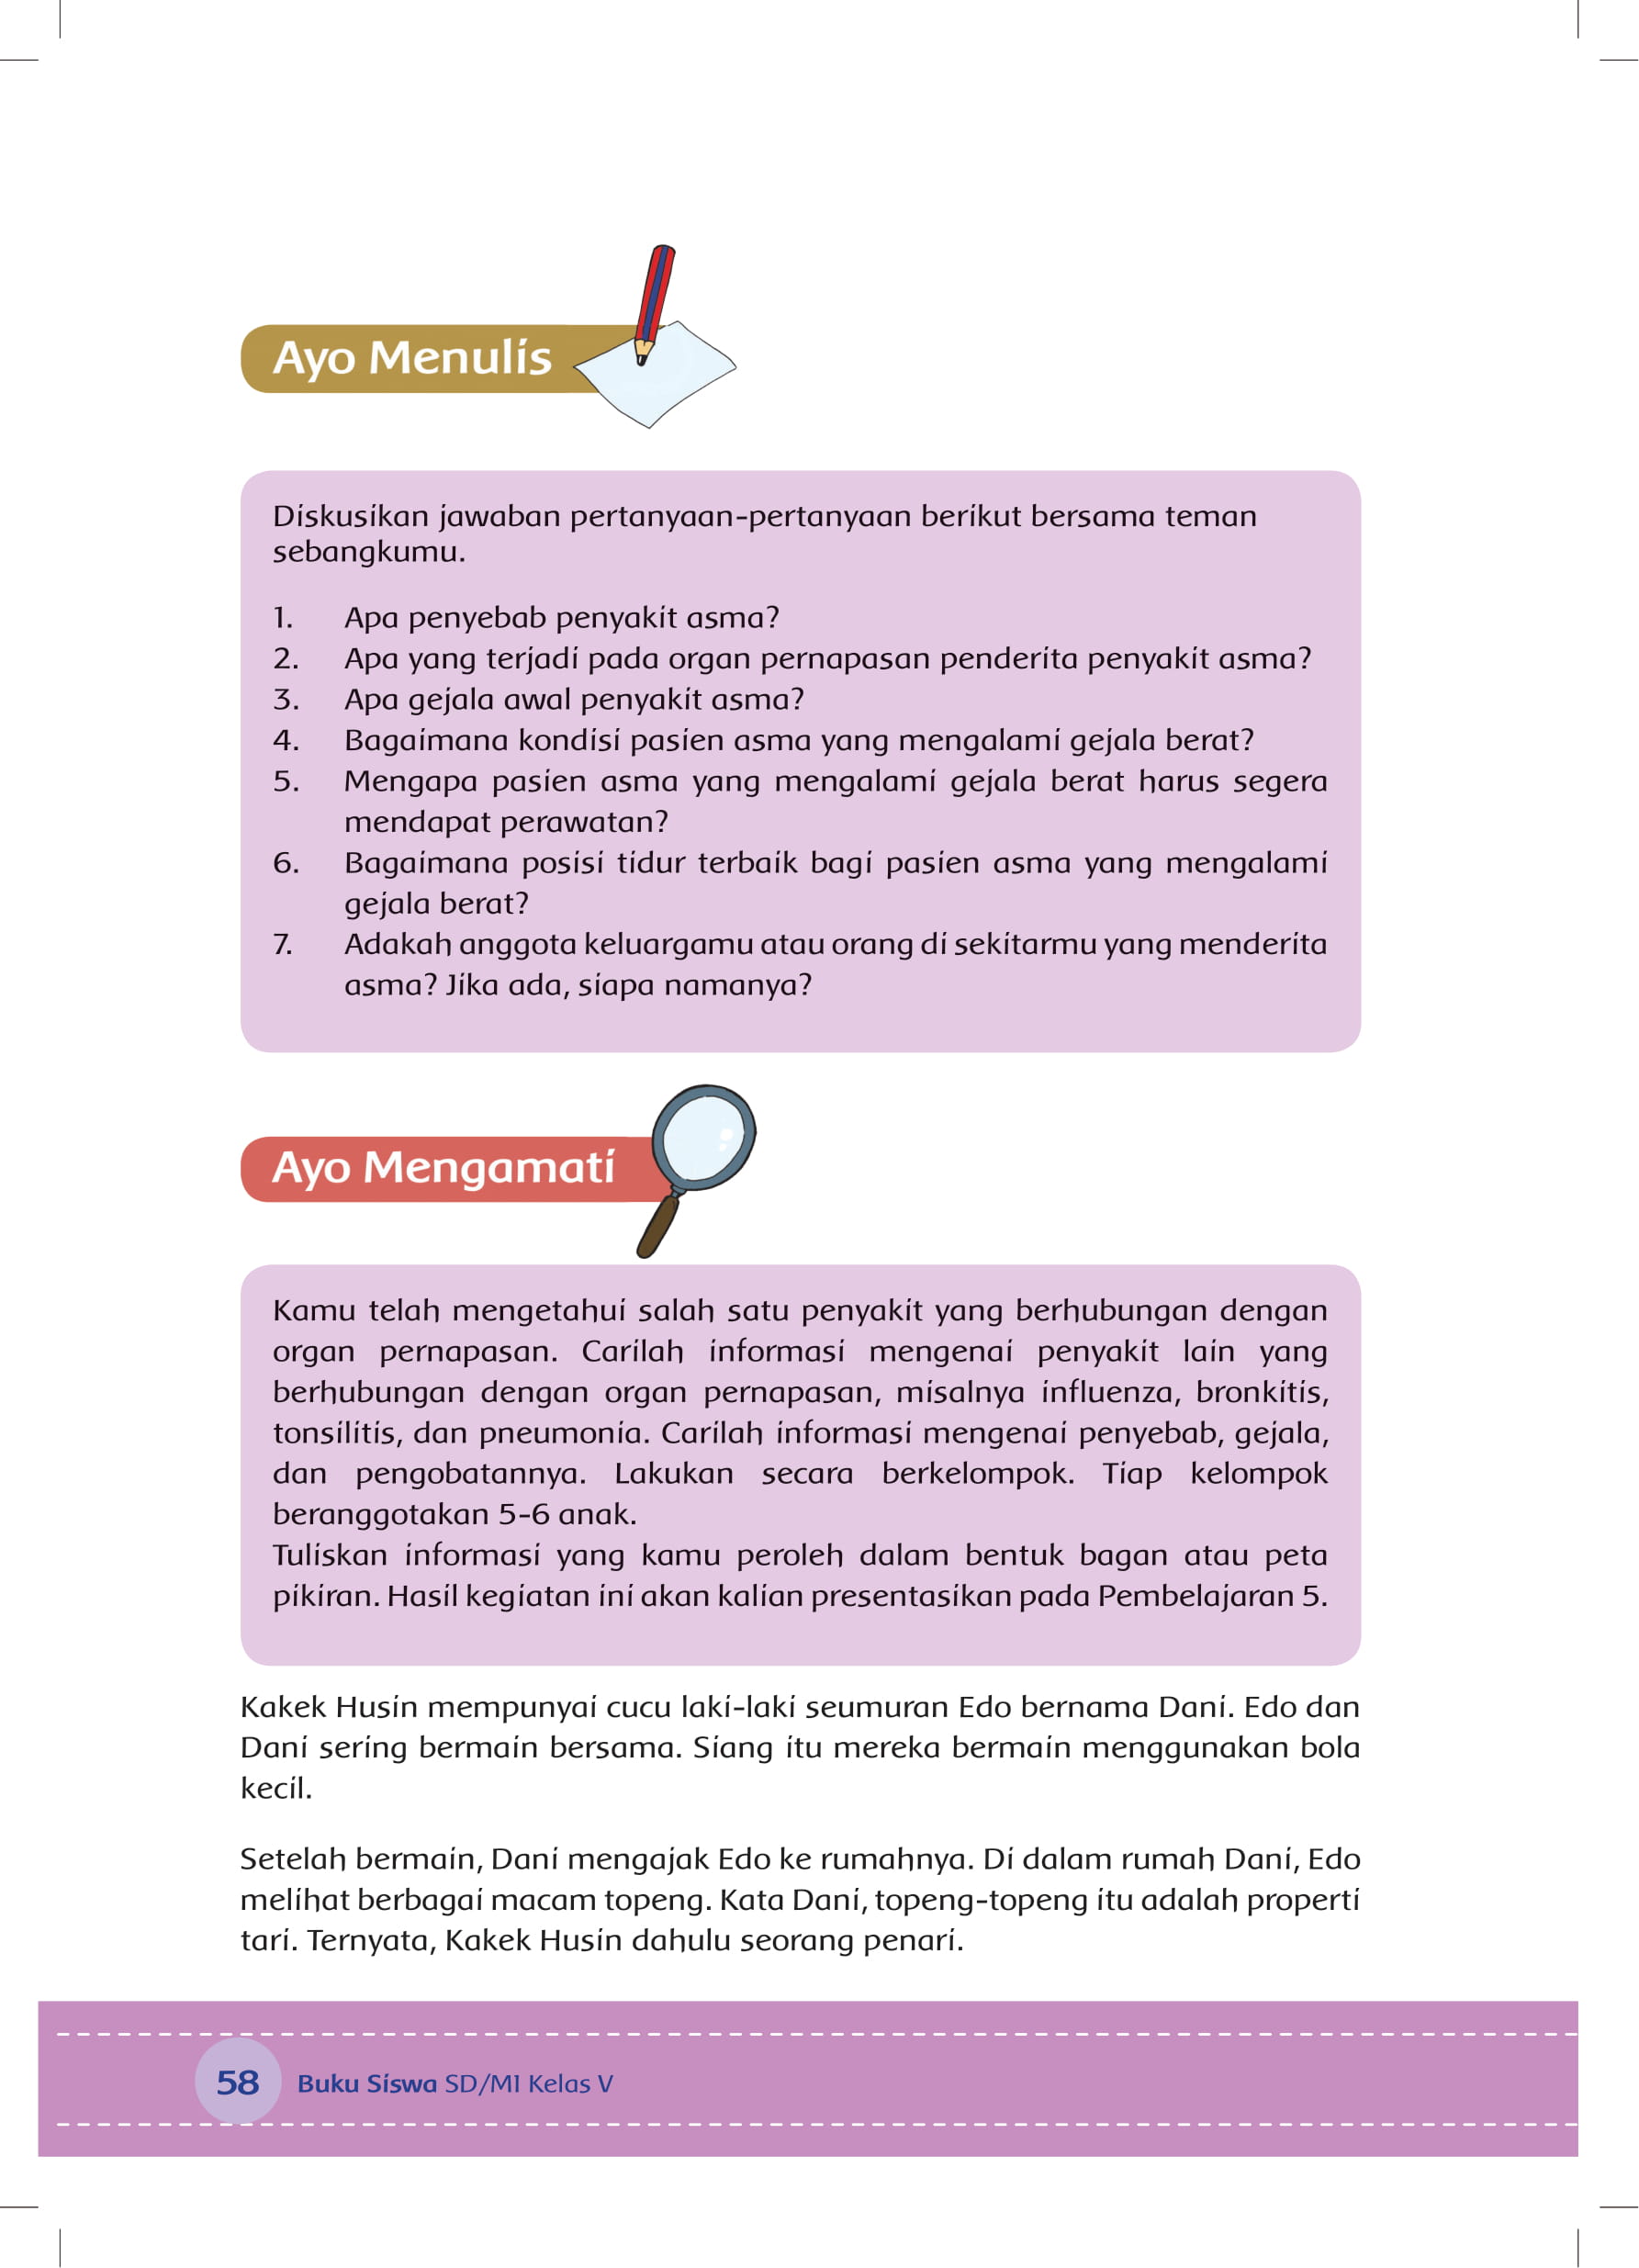 Ayo Menulis
Diskusikan jawaban pertanyaan-pertanyaan berikut bersama teman
sebangkumu.
1. Apa penyebab penyakit asma?
2. Apa yang terjadi pada organ pernapasan penderita penyakit asma?
3. Apa gejala awal penyakit asma?
4. Bagaimana kondisi pasien asma yang mengalami gejala berat?
5. Mengapa pasien asma yang mengalami gejala berat harus segera
mendapat perawatan?
6. Bagaimana posisi tidur terbaik bagi pasien asma yang mengalami
gejala berat?
7. Adakah anggota keluargamu atau orang di sekitarmu yang menderita
asma? Jika ada, siapa namanya?
Ayo Mengamati
Kamu telah mengetahui salah satu penyakit yang berhubungan dengan
organ pernapasan. Carilah informasi mengenai penyakit lain yang
berhubungan dengan organ pernapasan, misalnya influenza, bronkitis,
tonsilitis, dan pneumonia. Carilah informasi mengenai penyebab, gejala,
dan pengobatannya. Lakukan secara berkelompok. Tiap kelompok
beranggotakan 5-6 anak.
Tuliskan informasi yang kamu peroleh dalam bentuk bagan atau peta
pikiran. Hasil kegiatan ini akan kalian presentasikan pada Pembelajaran 5.
Kakek Husin mempunyai cucu laki-laki seumuran Edo bernama Dani. Edo dan
Dani sering bermain bersama. Siang itu mereka bermain menggunakan bola
kecil.
Setelah bermain, Dani mengajak Edo ke rumahnya. Di dalam rumah Dani, Edo
melihat berbagai macam topeng. Kata Dani, topeng-topeng itu adalah properti
tari. Ternyata, Kakek Husin dahulu seorang penari.
58 Buku Siswa SD/MI Kelas V